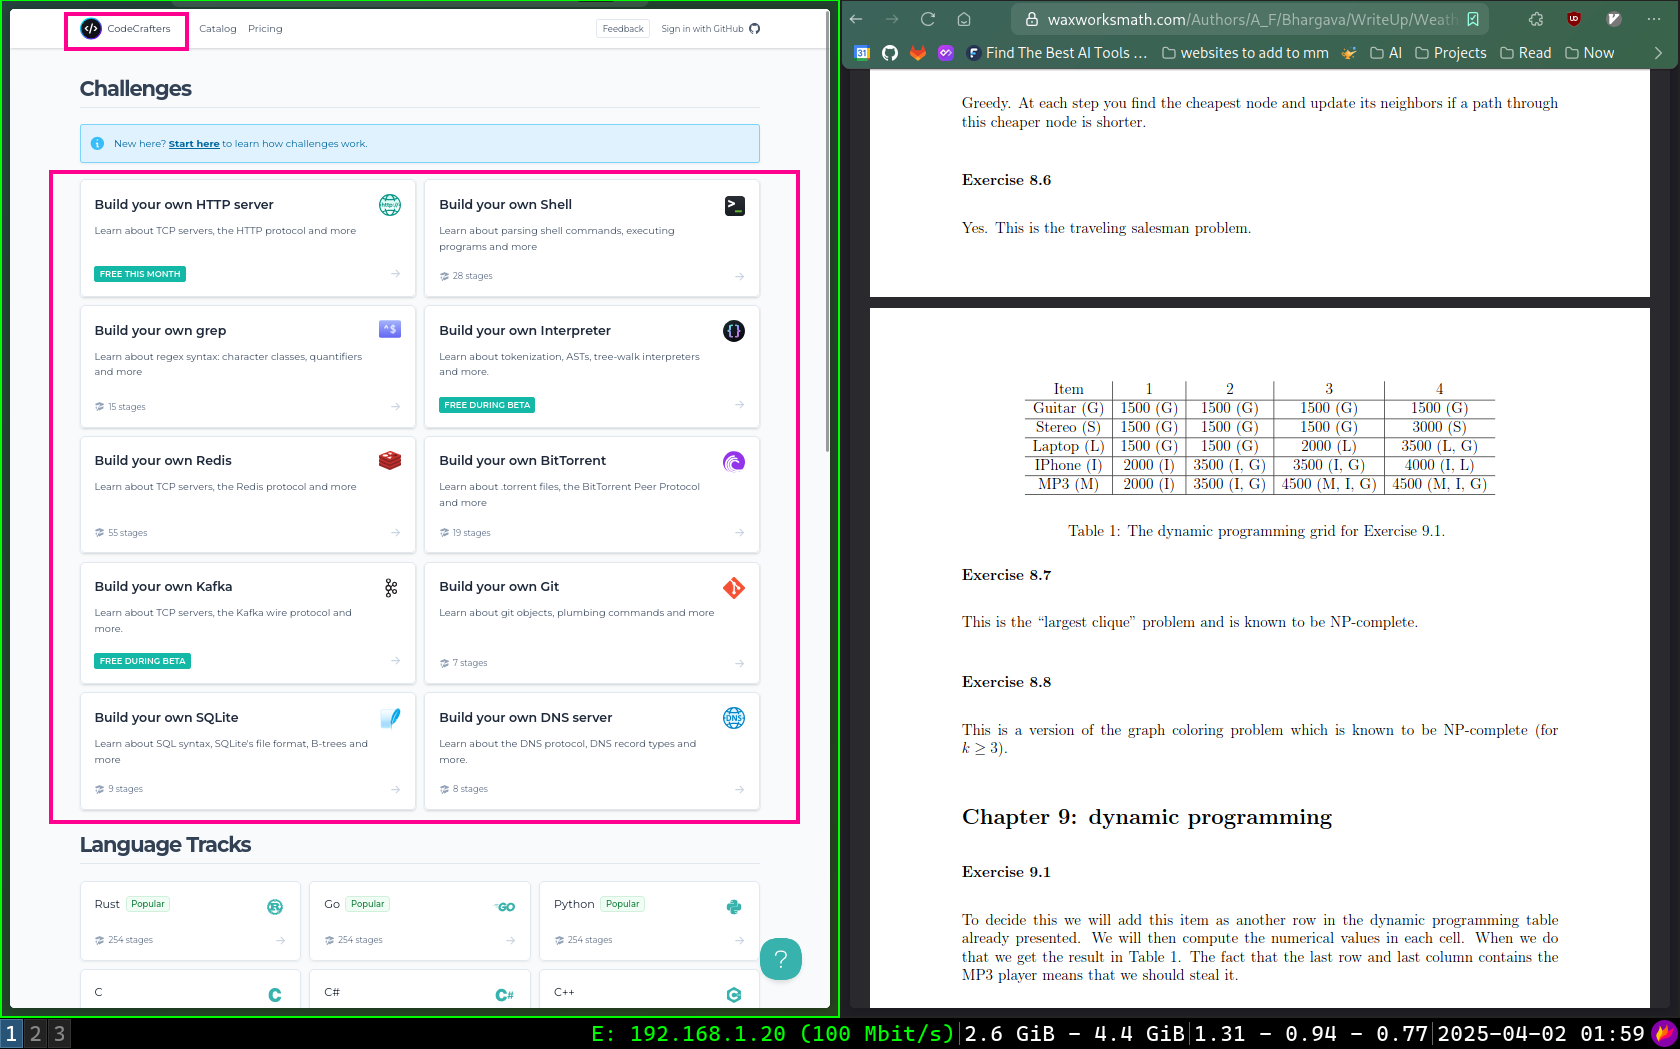 CodeCrafters
Catalog
Pricing
Feedback
Sign in with GitHub
Challenges
New here? Start here to learn how challenges work.
Build your own HTTP server
Learn about TCP servers, the HTTP protocol and more
FREE THIS MONTH
Build your own Shell
Learn about parsing shell commands, executing
programs and more
28 stages
Build your own grep
Learn about regex syntax: character classes, quantifiers
and more
15 stages
Build your own Interpreter
Learn about tokenization, ASTs, tree-walk interpreters
and more.
FREE DURING BETA
Build your own Redis
Learn about TCP servers, the Redis protocol and more
55 stages
Build your own BitTorrent
Learn about .torrent files, the BitTorrent Peer Protocol
and more
19 stages
Build your own Kafka
Learn about TCP servers, the Kafka wire protocol and
more.
FREE DURING BETA
Build your own Git
Learn about git objects, plumbing commands and more
7 stages
Build your own SQLite
Learn about SQL syntax, SQLite's file format, B-trees and
more
9 stages
Build your own DNS server
Learn about the DNS protocol, DNS record types and
more.
8 stages
DNS
Language Tracks
Rust Popular
254 stages
Go Popular
GO
254 stages
Python Popular
254 stages
C
C#
C++
?
waxworksmath.com/Authors/A_F/Bhargava/WriteUp/Weath
31
Find The Best AI Tools ...
websites to add to mm
AI
Projects
Read
Now
Greedy. At each step you find the cheapest node and update its neighbors if a path through
this cheaper node is shorter.
Exercise 8.6
Yes. This is the traveling salesman problem.
Item 1 2 3 4
Guitar (G) 1500 (G) 1500 (G) 1500 (G) 1500 (G)
Stereo (S) 1500 (G) 1500 (G) 1500 (G) 3000 (S)
Laptop (L) 1500 (G) 1500 (G) 2000 (L) 3500 (L, G)
IPhone (I) 2000 (I) 3500 (I, G) 3500 (I, G) 4000 (I, L)
MP3 (M) 2000 (I) 3500 (I, G) 4500 (M, I, G) 4500 (M, I, G)
Table 1: The dynamic programming grid for Exercise 9.1.
Exercise 8.7
This is the “largest clique” problem and is known to be NP-complete.
Exercise 8.8
This is a version of the graph coloring problem which is known to be NP-complete (for
k ≥ 3).
Chapter 9: dynamic programming
Exercise 9.1
To decide this we will add this item as another row in the dynamic programming table
already presented. We will then compute the numerical values in each cell. When we do
that we get the result in Table 1. The fact that the last row and last column contains the
MP3 player means that we should steal it.
1 2 3
E: 192.168.1.20 (100 Mbit/s)|2.6 GiB - 4.4 GiB|1.31 - 0.94 - 0.77|2025-04-02 01:59